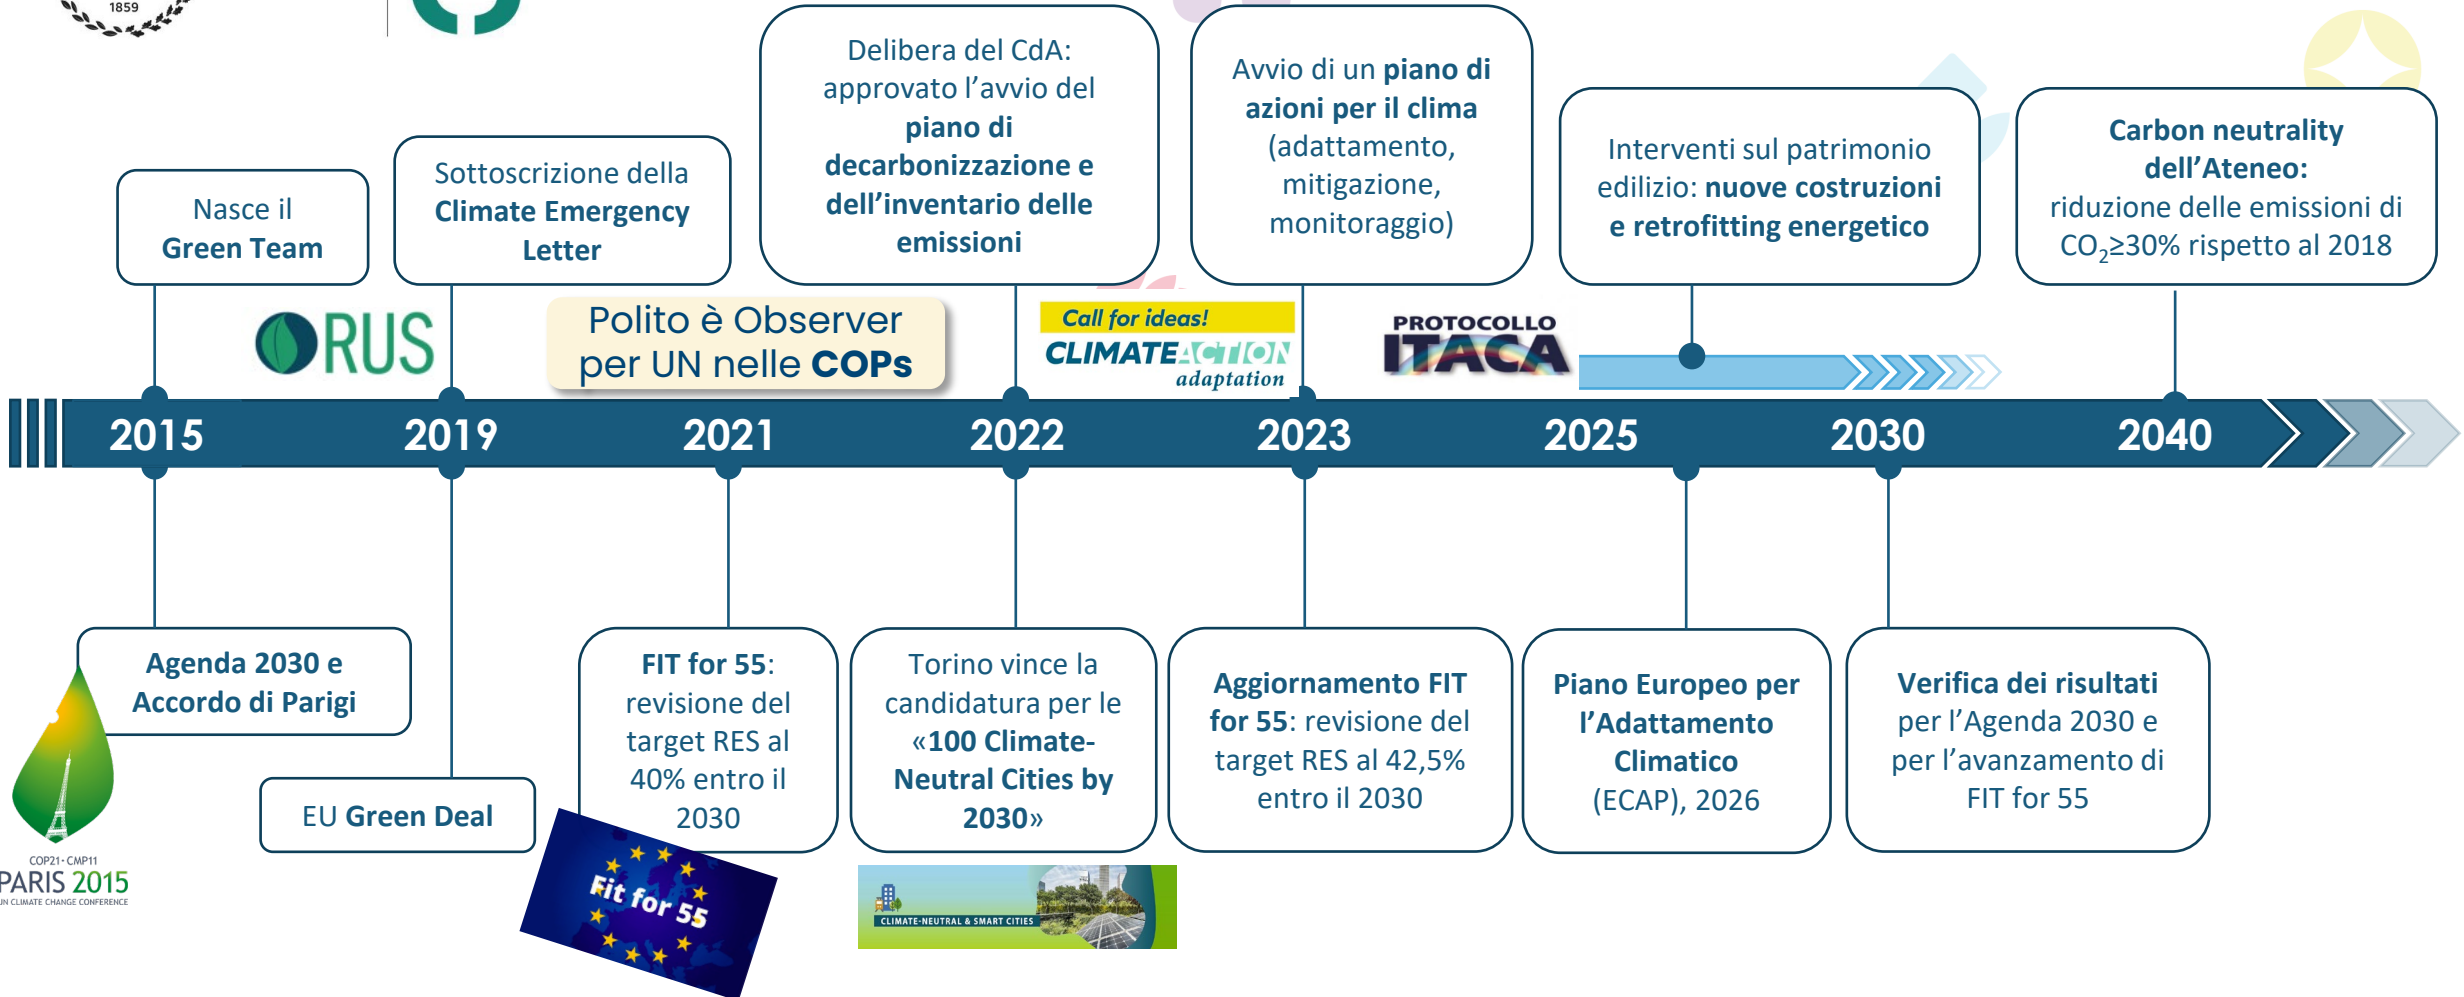 1859
Delibera del CdA:
approvato l’avvio del
piano di
decarbonizzazione e
dell’inventario delle
emissioni
Avvio di un piano di
azioni per il clima
(adattamento,
mitigazione,
monitoraggio)
Interventi sul patrimonio
edilizio: nuove costruzioni
e retrofitting energetico
Carbon neutrality
dell’Ateneo:
riduzione delle emissioni di
CO₂≥30% rispetto al 2018
Nasce il
Green Team
Sottoscrizione della
Climate Emergency
Letter
RUS
Polito è Observer
per UN nelle COPs
Call for ideas!
CLIMATEACTION
adaptation
PROTOCOLLO
ITACA
2015
2019
2021
2022
2023
2025
2030
2040
Agenda 2030 e
Accordo di Parigi
EU Green Deal
FIT for 55:
revisione del
target RES al
40% entro il
2030
Torino vince la
candidatura per le
«100 Climate-
Neutral Cities by
2030»
Aggiornamento FIT
for 55: revisione del
target RES al 42,5%
entro il 2030
Piano Europeo per
l’Adattamento
Climatico
(ECAP), 2026
Verifica dei risultati
per l’Agenda 2030 e
per l’avanzamento di
FIT for 55
COP21·CMP11
PARIS 2015
UN CLIMATE CHANGE CONFERENCE
Fit for 55
CLIMATE-NEUTRAL & SMART CITIES